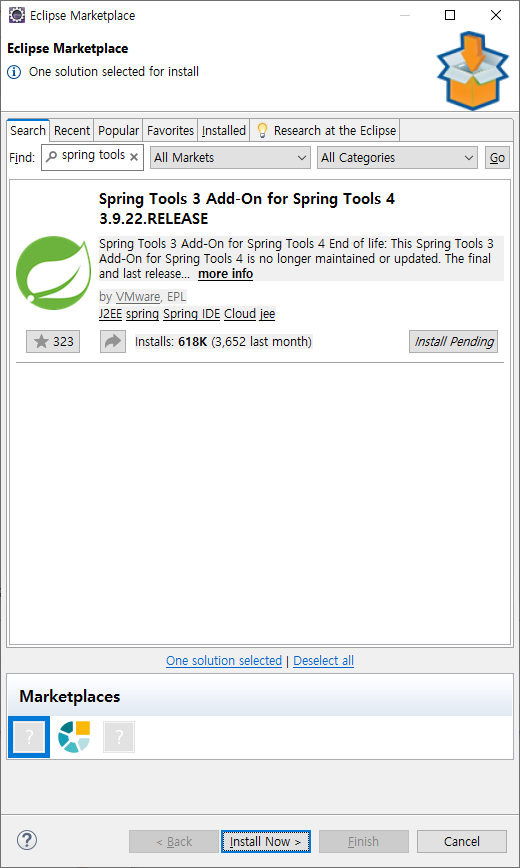 Eclipse Marketplace
Eclipse Marketplace
One solution selected for install
Search Recent Popular Favorites Installed Research at the Eclipse
Find: spring tools All Markets All Categories Go
Spring Tools 3 Add-On for Spring Tools 4
3.9.22.RELEASE
Spring Tools 3 Add-On for Spring Tools 4 End of life: This Spring Tools 3
Add-On for Spring Tools 4 is no longer maintained or updated. The final
and last release... more info
by VMware, EPL
J2EE spring Spring IDE Cloud jee
323 Installs: 618K (3,652 last month) Install Pending
One solution selected | Deselect all
Marketplaces
? ?
? < Back Install Now > Finish Cancel